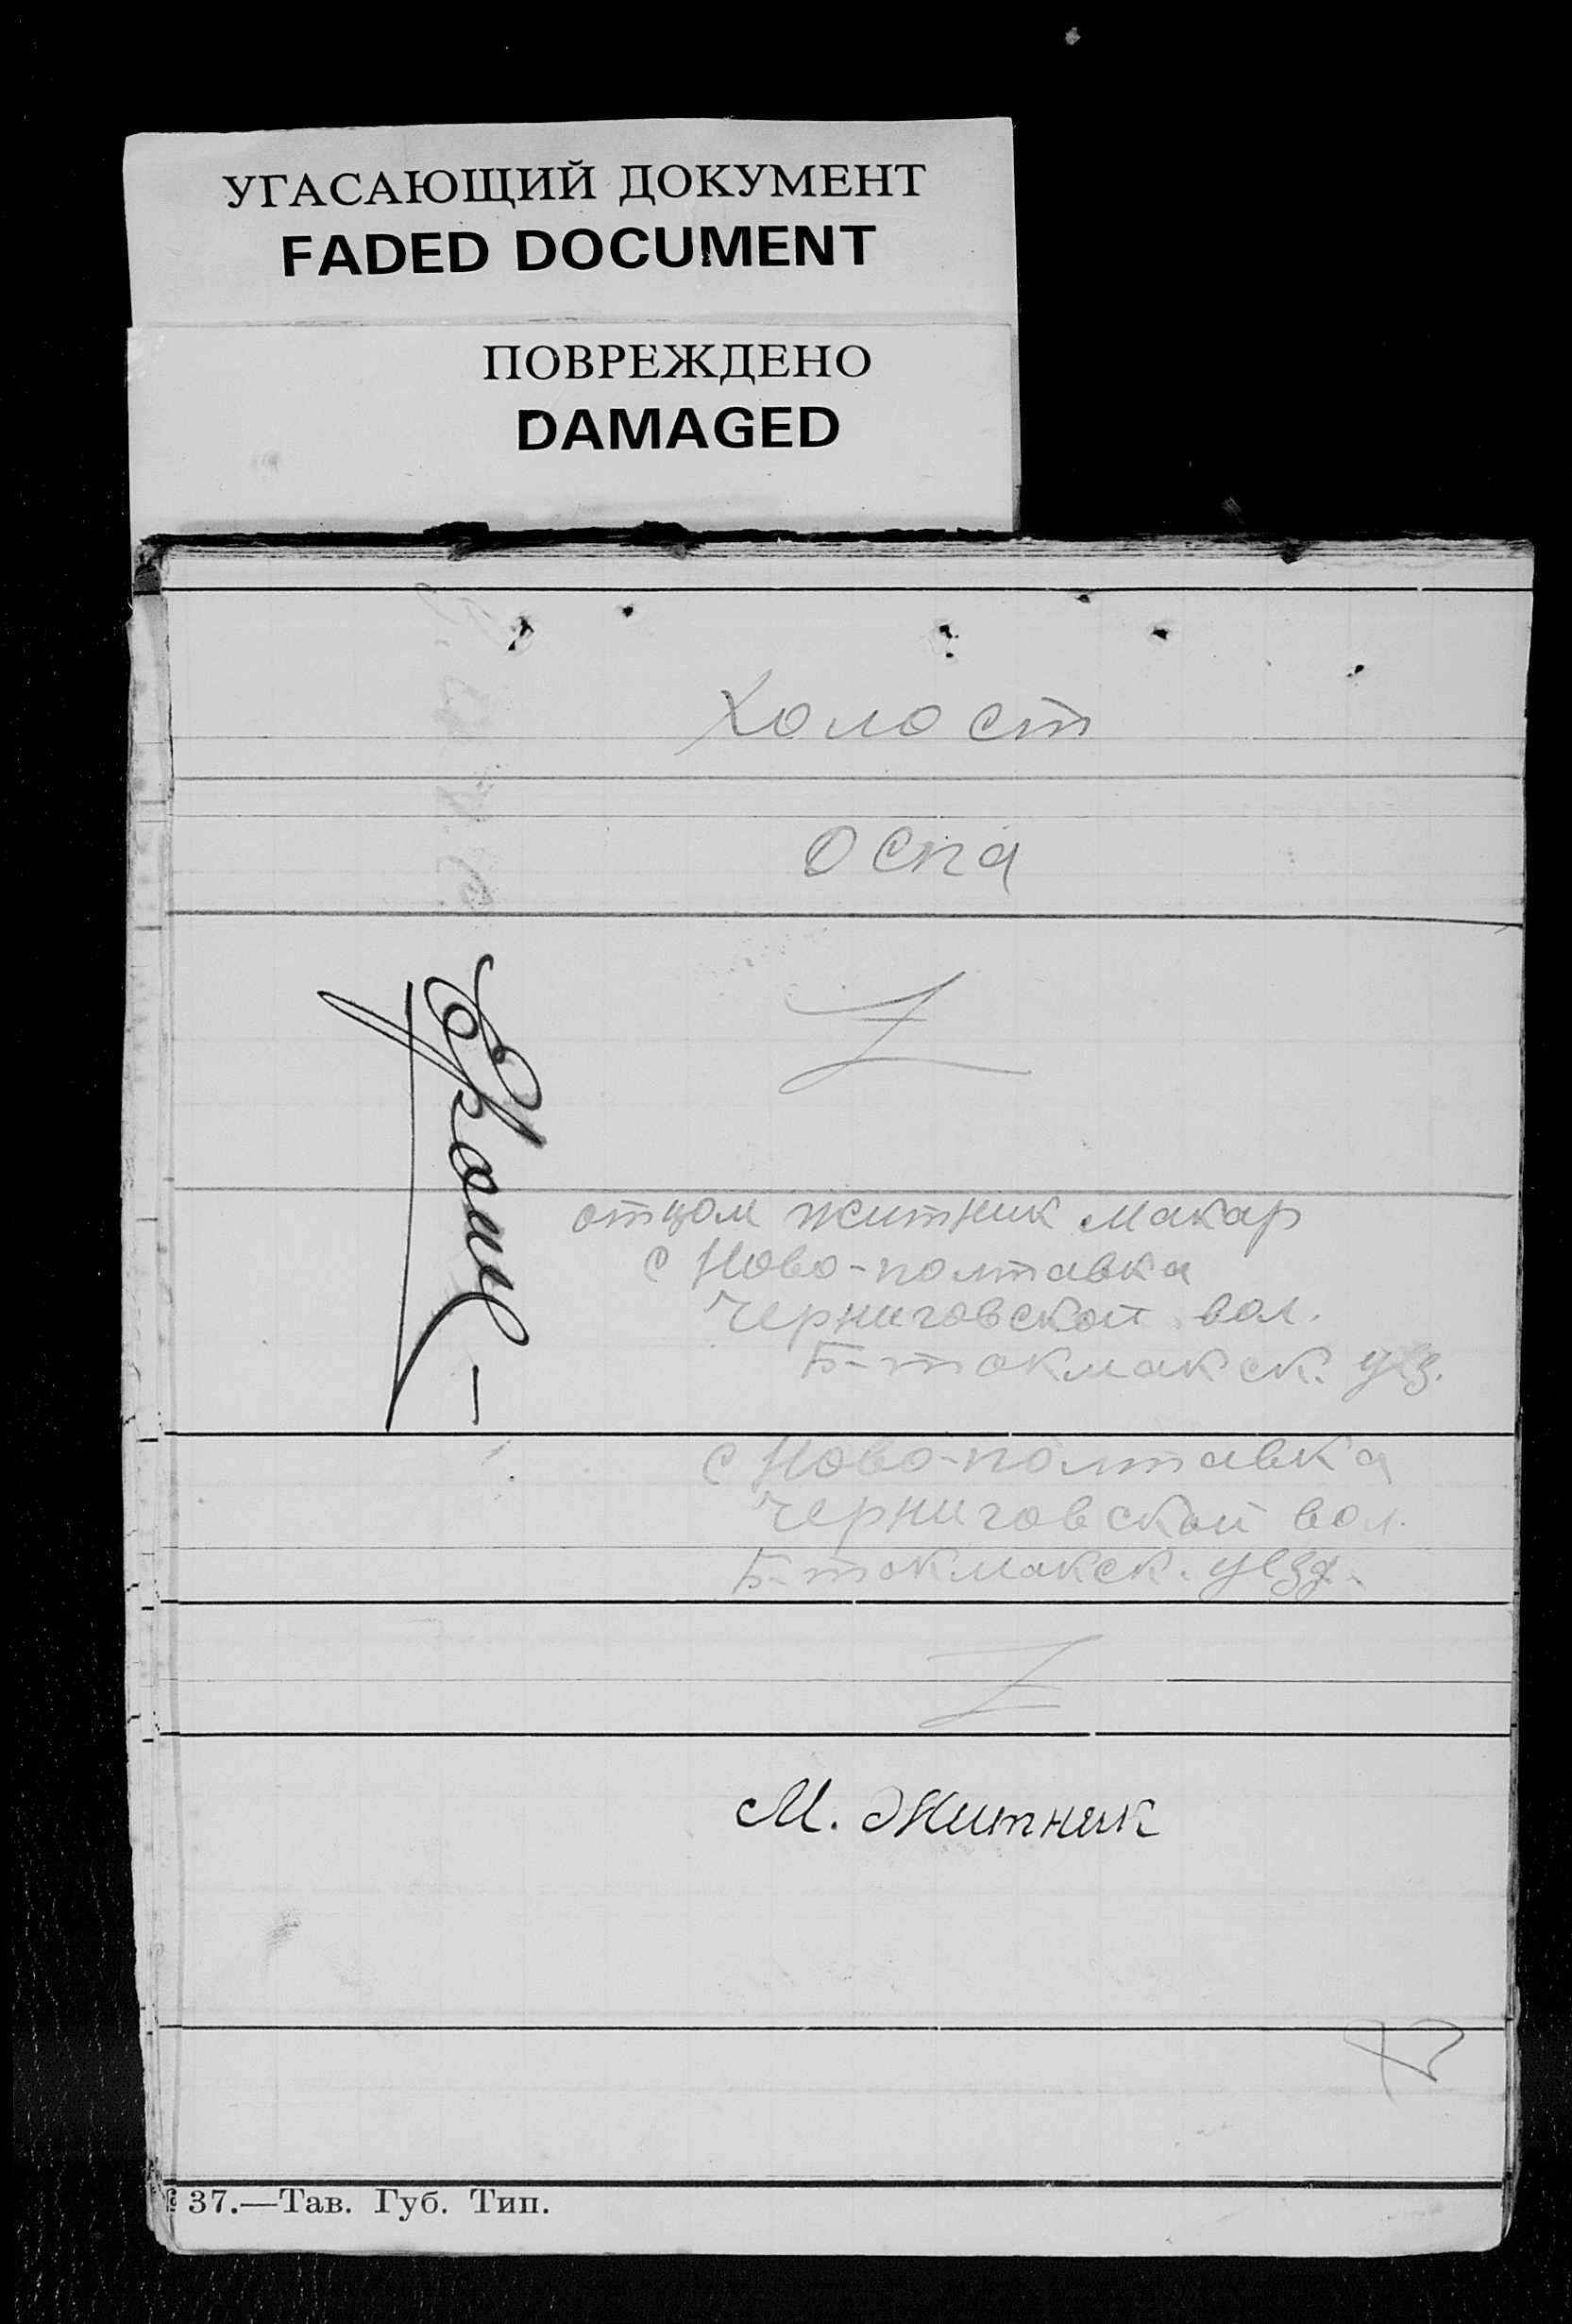 УГАСАЮЩИЙ ДОКУМЕНТ
FADED DOCUMENT
ПОВРЕЖДЕНО
DAMAGED
Холост
Оспа
отцом Житник Макар
с Ново-полтавка
Черниговской вол.
Б-токмакск. уез.
с Ново-полтавка
Черниговской вол.
Б-токмакск. уезд.
М. Житник
37.—Тав. Губ. Тип.